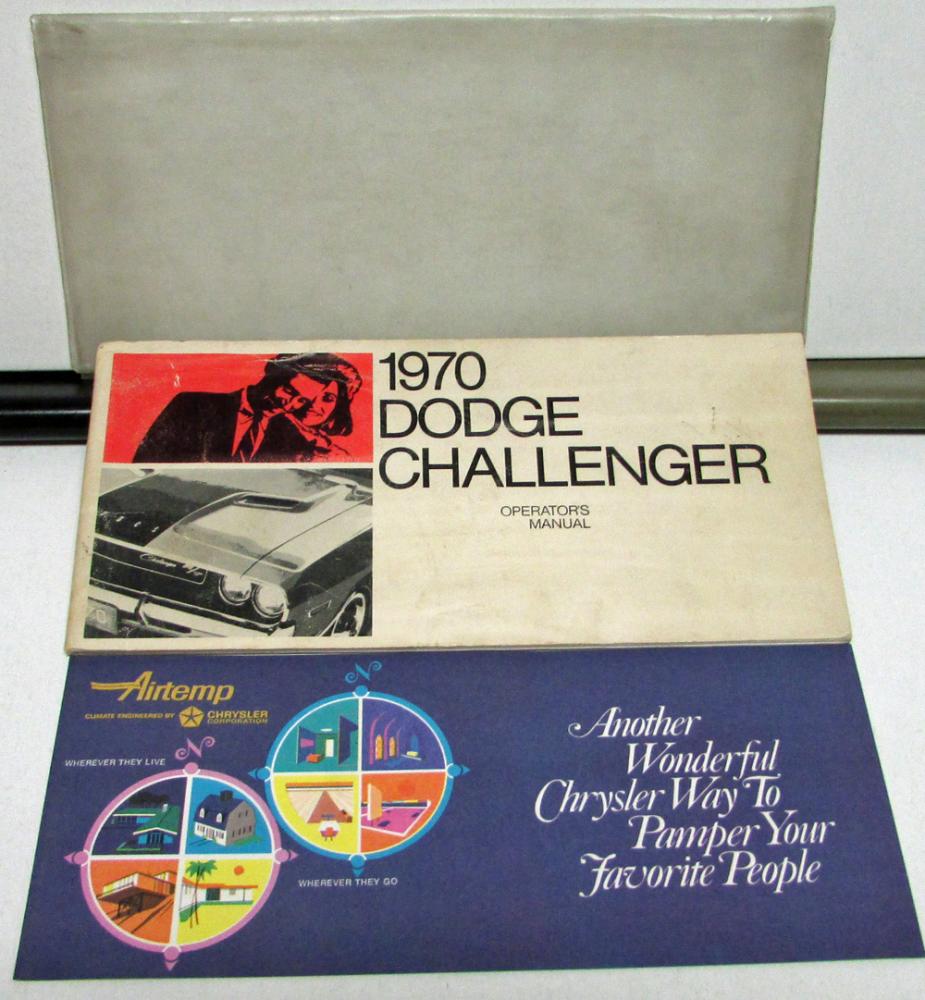 1970
DODGE
CHALLENGER
OPERATOR'S
MANUAL
Challenger R/T
Airtemp
CLIMATE ENGINEERED BY CHRYSLER
CORPORATION
N
N
WHEREVER THEY LIVE
WHEREVER THEY GO
Another
Wonderful
Chrysler Way To
Pamper Your
Favorite People